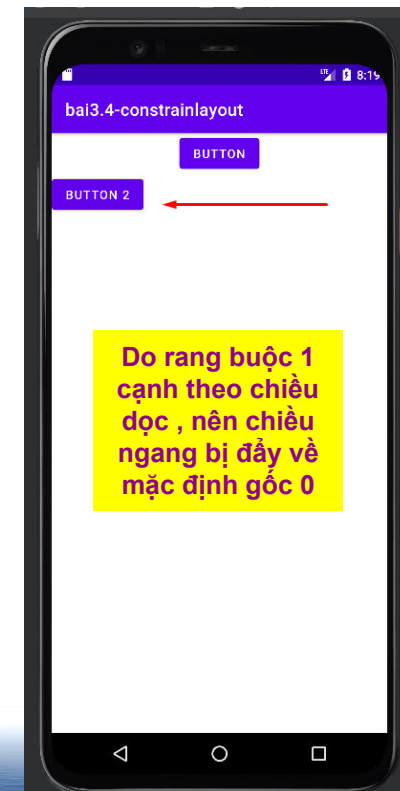 LTE 8:19
bai3.4-constrainlayout
BUTTON
BUTTON 2
Do rang buộc 1
cạnh theo chiều
dọc , nên chiều
ngang bị đẩy về
mặc định gốc 0